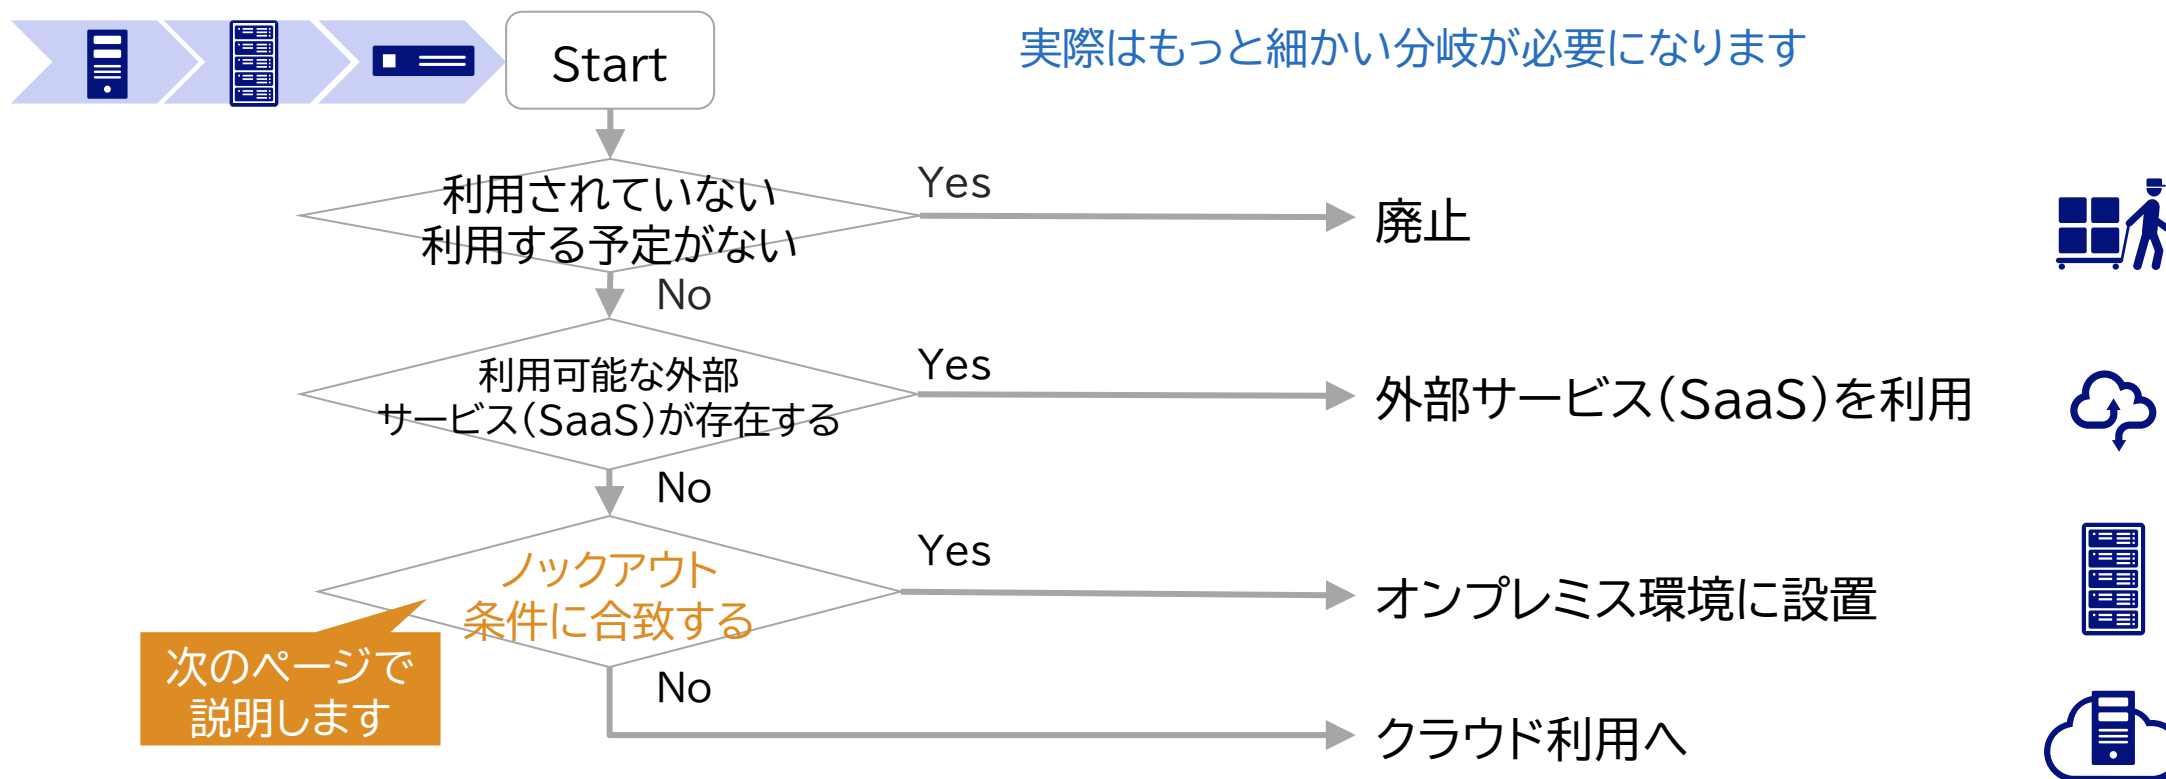 Start
実際はもっと細かい分岐が必要になります
利用されていない
利用する予定がない
Yes
廃止
No
利用可能な外部
サービス(SaaS)が存在する
Yes
外部サービス(SaaS)を利用
No
ノックアウト
条件に合致する
Yes
オンプレミス環境に設置
次のページで
説明します
No
クラウド利用へ